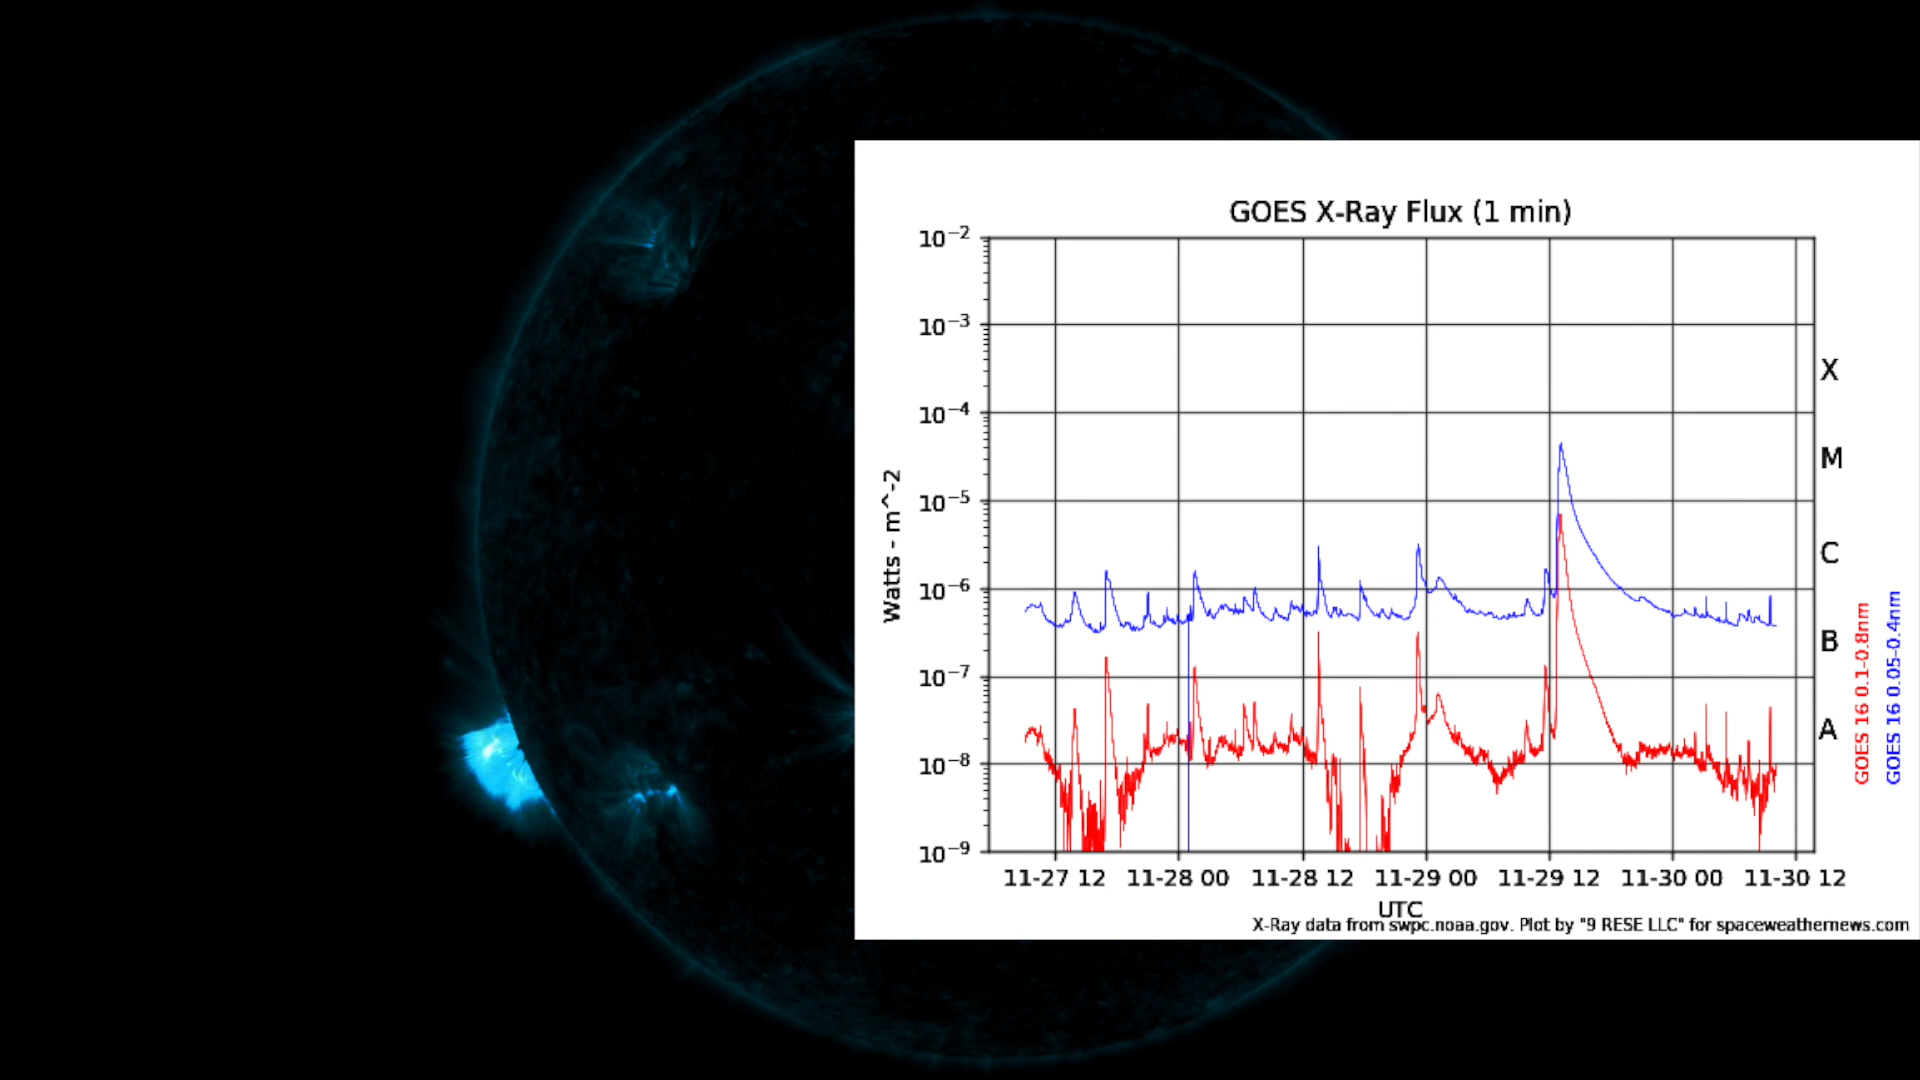 GOES X-Ray Flux (1 min)
10^-2
10^-3
10^-4
10^-5
10^-6
10^-7
10^-8
10^-9
Watts - m^-2
X
M
C
B
A
GOES 16 0.1-0.8nm
GOES 16 0.05-0.4nm
11-27 12 11-28 00 11-28 12 11-29 00 11-29 12 11-30 00 11-30 12
UTC
X-Ray data from swpc.noaa.gov. Plot by "9 RESE LLC" for spaceweathernews.com